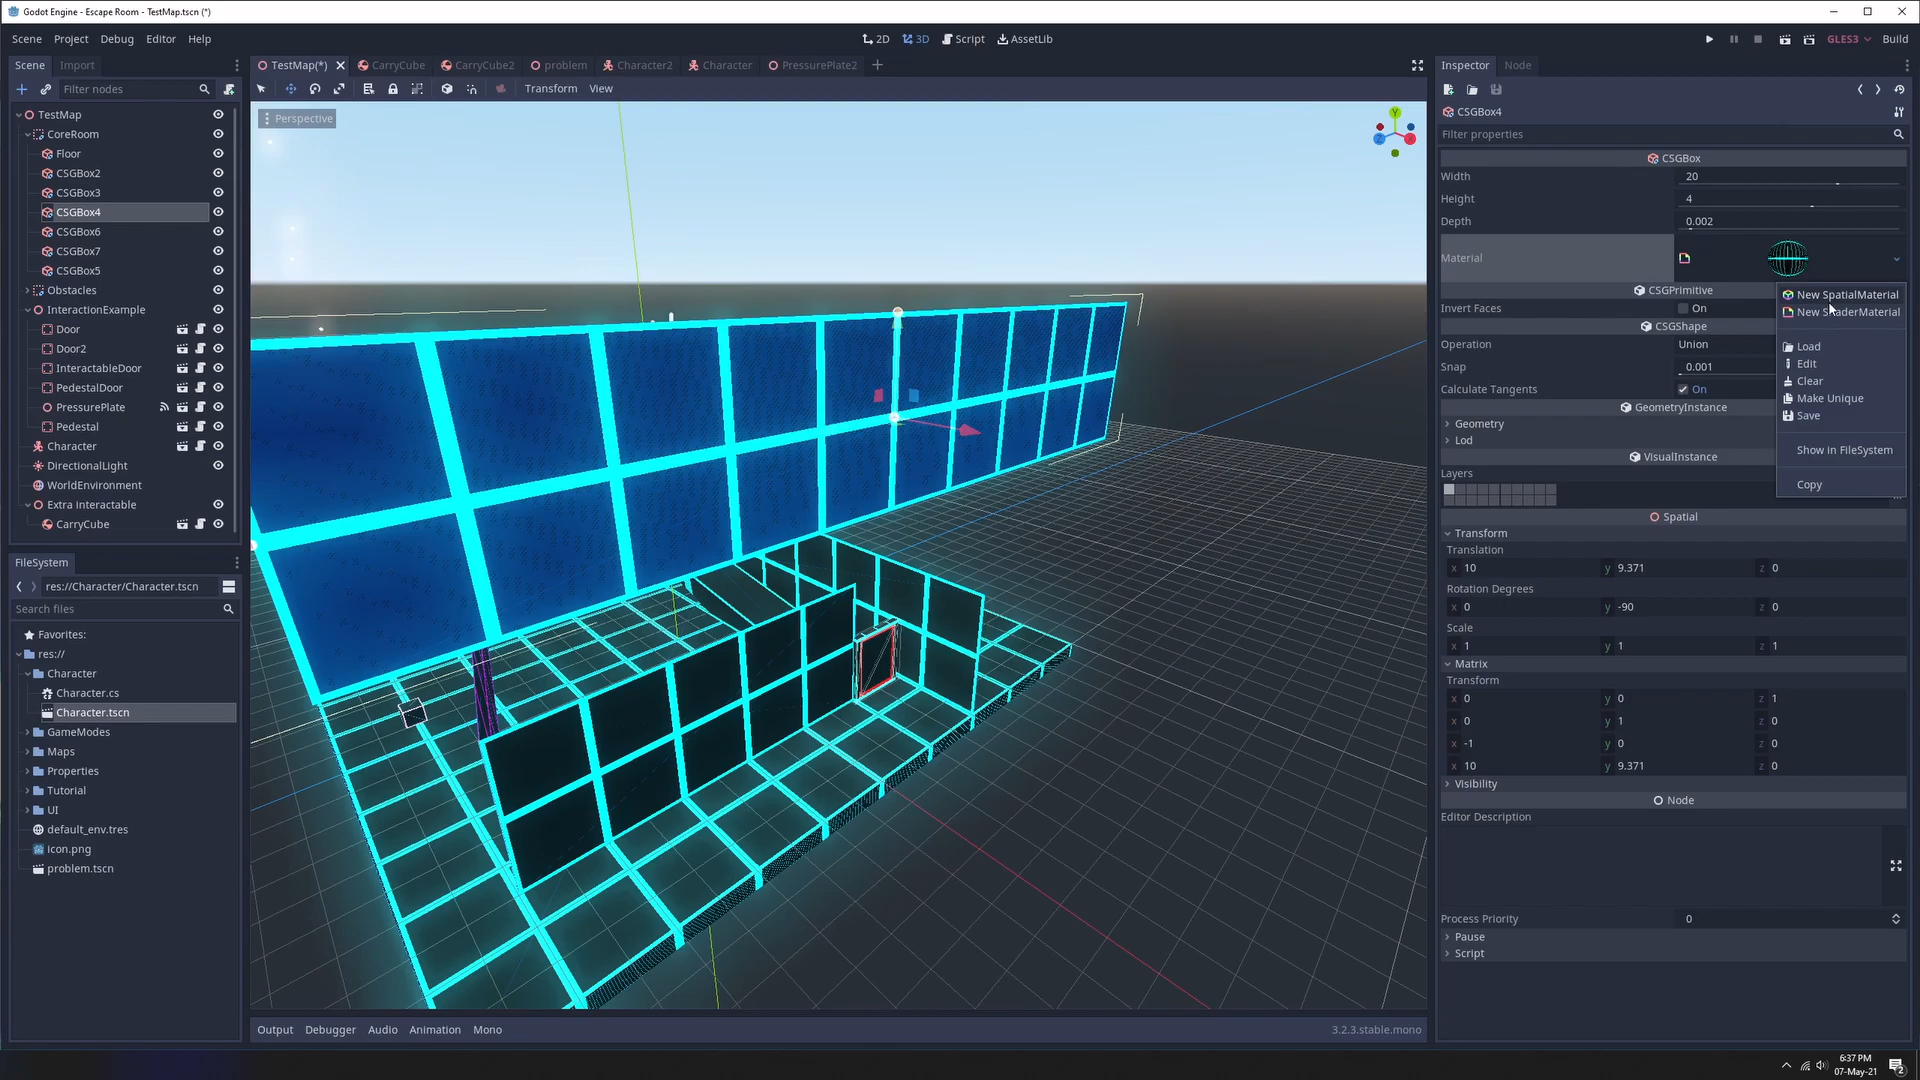 Godot Engine - Escape Room - TestMap.tscn (*)
Scene Project Debug Editor Help
2D 3D Script AssetLib
GLES3 Build
Scene Import
TestMap(*) CarryCube CarryCube2 problem Character2 Character PressurePlate2
Inspector Node
Filter nodes
Transform View
Perspective
TestMap
CoreRoom
Floor
CSGBox2
CSGBox3
CSGBox4
CSGBox6
CSGBox7
CSGBox5
Obstacles
InteractionExample
Door
Door2
InteractableDoor
PedestalDoor
PressurePlate
Pedestal
Character
DirectionalLight
WorldEnvironment
Extra Interactable
CarryCube
FileSystem
res://Character/Character.tscn
Search files
Favorites:
res://
Character
Character.cs
Character.tscn
GameModes
Maps
Properties
Tutorial
UI
default_env.tres
icon.png
problem.tscn
Y
Z
X
Output Debugger Audio Animation Mono
3.2.3.stable.mono
CSGBox4
Filter properties
CSGBox
Width 20
Height 4
Depth 0.002
Material
CSGPrimitive
Invert Faces On
CSGShape
Operation Union
Snap 0.001
Calculate Tangents On
GeometryInstance
Geometry
Lod
VisualInstance
Layers
New SpatialMaterial
New ShaderMaterial
Load
Edit
Clear
Make Unique
Save
Show in FileSystem
Copy
Spatial
Transform
Translation
x 10 y 9.371 z 0
Rotation Degrees
x 0 y -90 z 0
Scale
x 1 y 1 z 1
Matrix
Transform
x 0 y 0 z 1
x 0 y 1 z 0
x -1 y 0 z 0
x 10 y 9.371 z 0
Visibility
Node
Editor Description
Process Priority 0
Pause
Script
6:37 PM
07-May-21
2